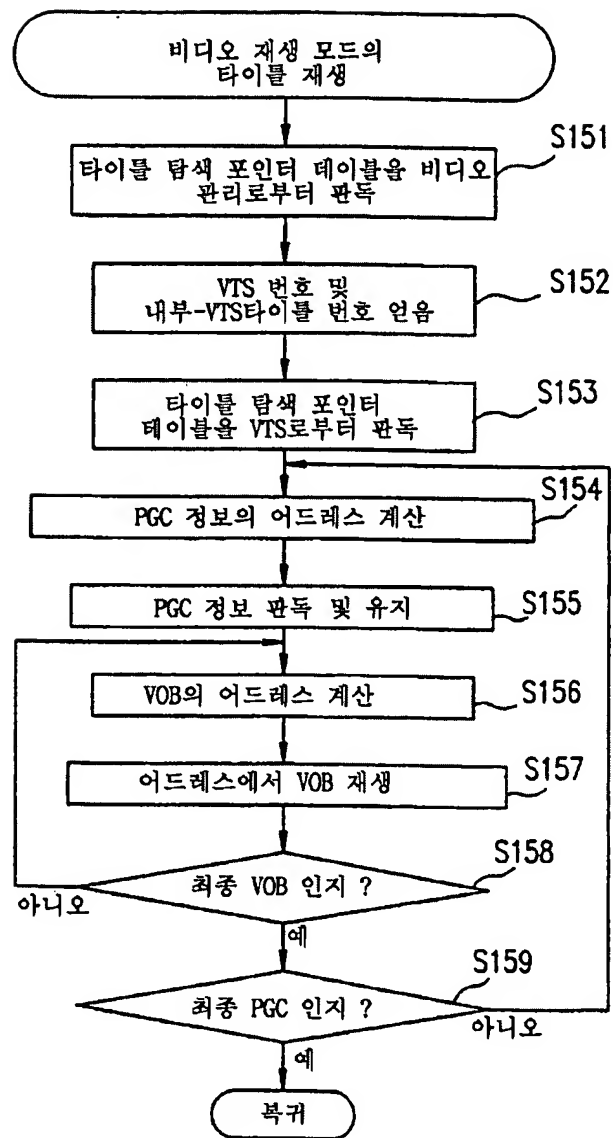 비디오 재생 모드의
타이틀 재생
S151
타이틀 탐색 포인터 테이블을 비디오
관리로부터 판독
S152
VTS 번호 및
내부-VTS타이틀 번호 얻음
S153
타이틀 탐색 포인터
테이블을 VTS로부터 판독
S154
PGC 정보의 어드레스 계산
S155
PGC 정보 판독 및 유지
S156
VOB의 어드레스 계산
S157
어드레스에서 VOB 재생
S158
최종 VOB 인지 ?
아니오
예
S159
최종 PGC 인지 ?
아니오
예
복귀